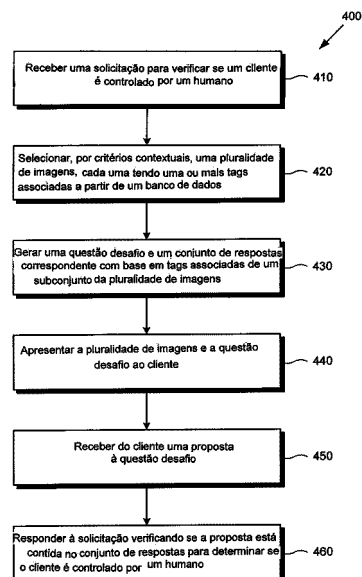 400
Receber uma solicitação para verificar se um cliente
é controlado por um humano
410
Selecionar, por critérios contextuais, uma pluralidade
de imagens, cada uma tendo uma ou mais tags
associadas a partir de um banco de dados
420
Gerar uma questão desafio e um conjunto de respostas
correspondente com base em tags associadas de um
subconjunto da pluralidade de imagens
430
Apresentar a pluralidade de imagens e a questão
desafio ao cliente
440
Receber do cliente uma proposta
à questão desafio
450
Responder à solicitação verificando se a proposta está
contida no conjunto de respostas para determinar se
o cliente é controlado por um humano
460